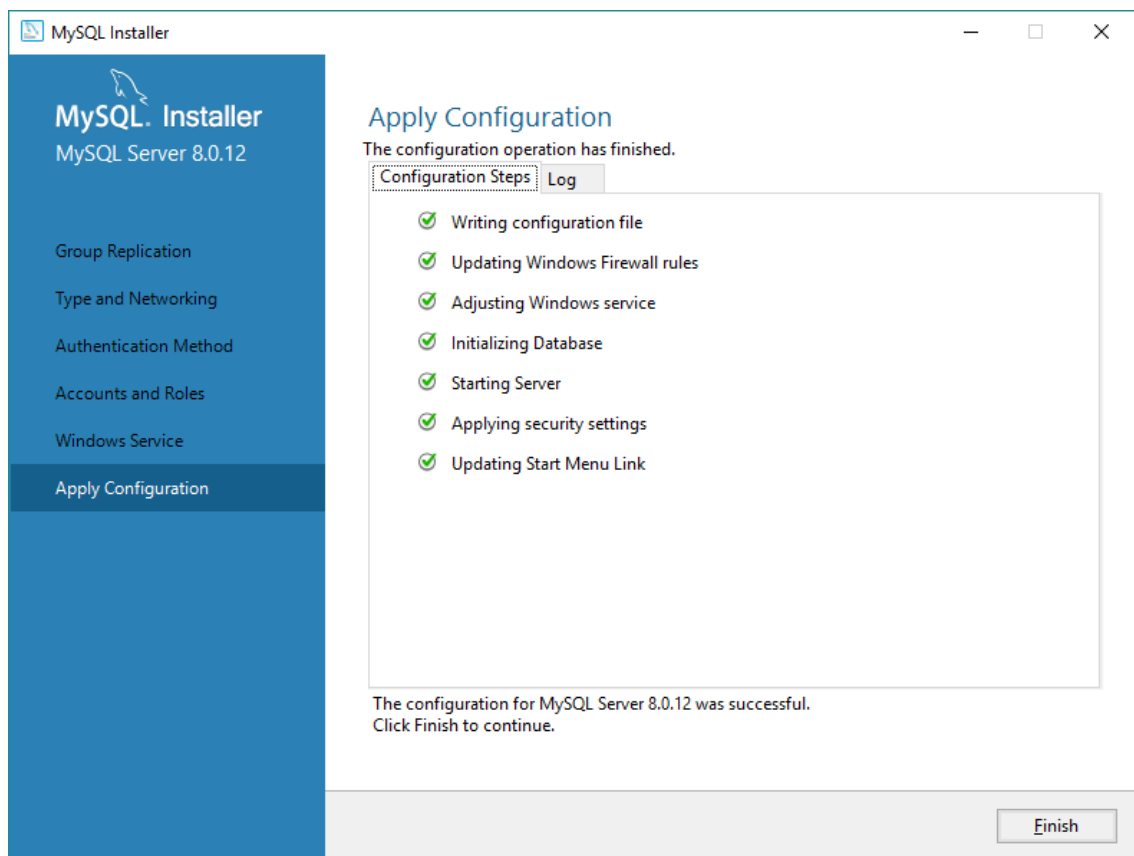 MySQL Installer
MySQL. Installer
MySQL Server 8.0.12
Group Replication
Type and Networking
Authentication Method
Accounts and Roles
Windows Service
Apply Configuration
Apply Configuration
The configuration operation has finished.
Configuration Steps Log
Writing configuration file
Updating Windows Firewall rules
Adjusting Windows service
Initializing Database
Starting Server
Applying security settings
Updating Start Menu Link
The configuration for MySQL Server 8.0.12 was successful.
Click Finish to continue.
Finish